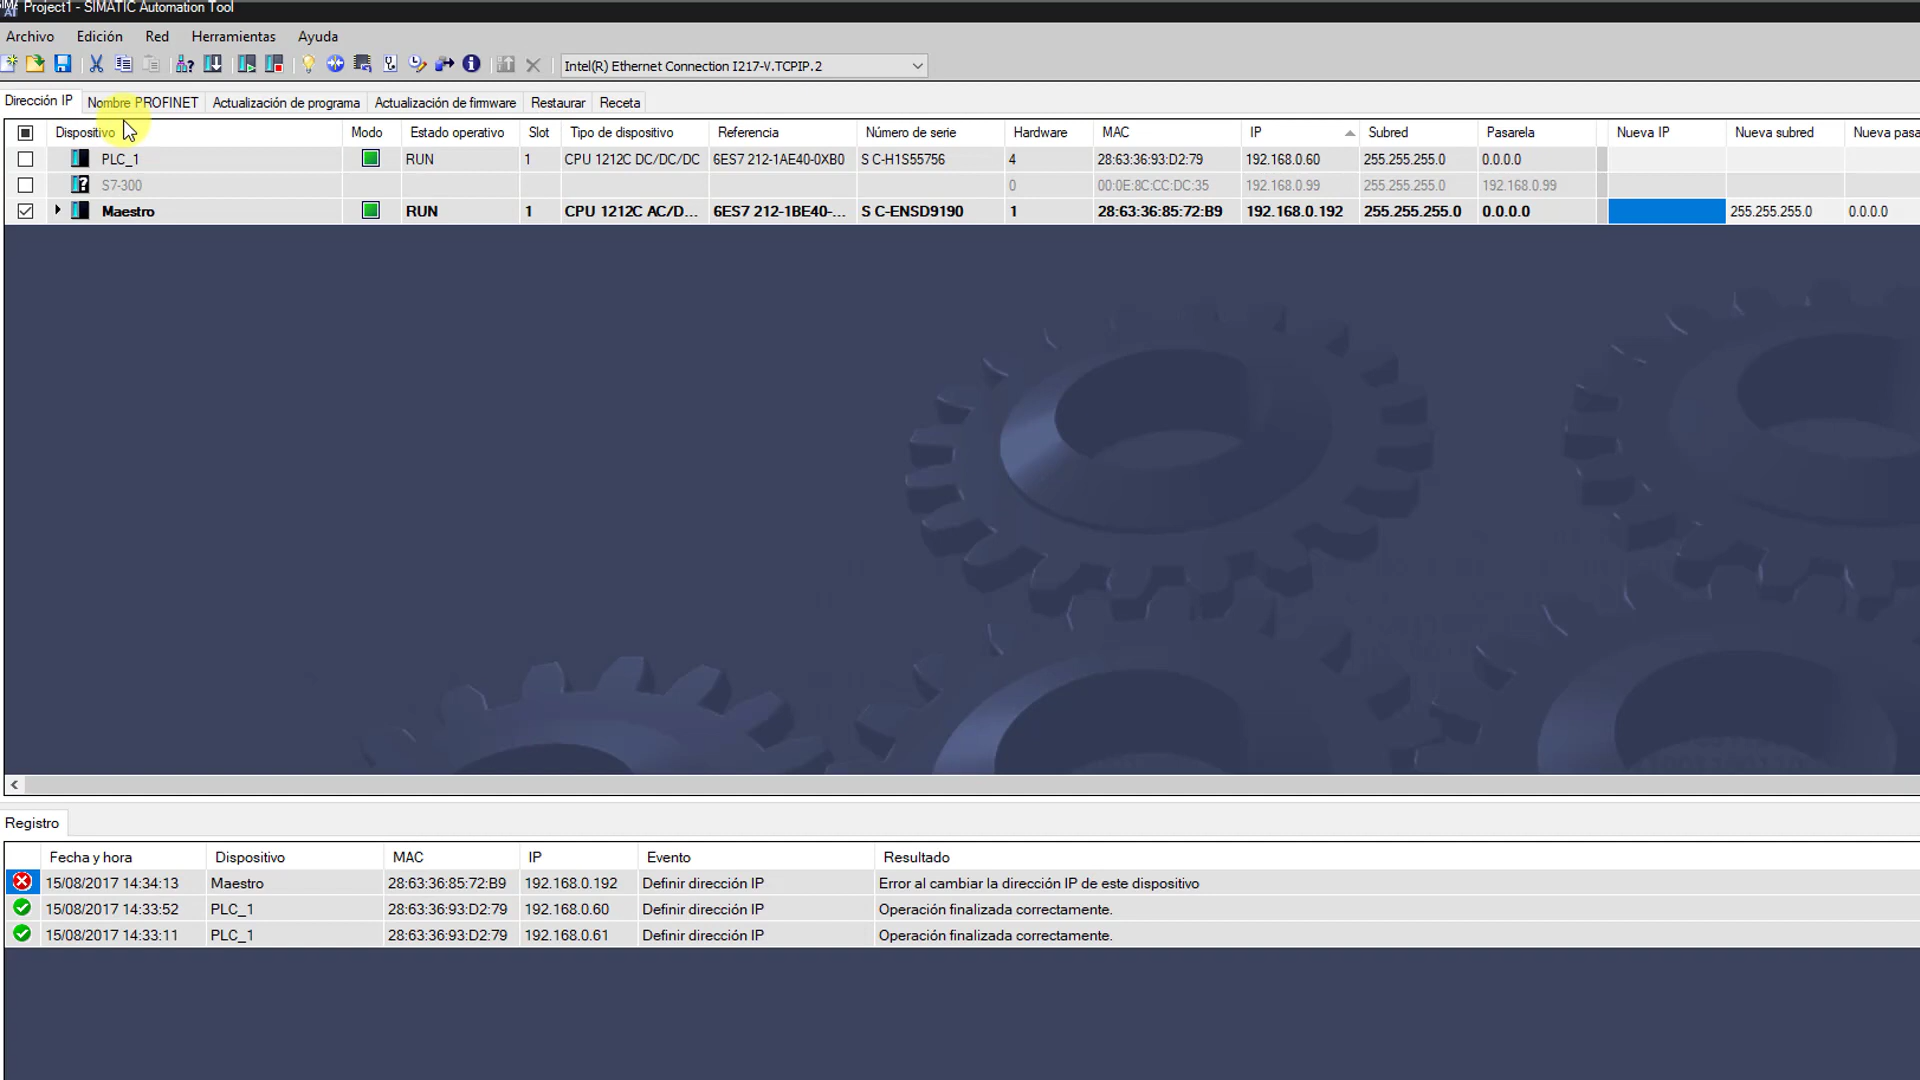 Project1 - SIMATIC Automation Tool
Archivo Edición Red Herramientas Ayuda
Intel(R) Ethernet Connection I217-V.TCPIP.2
Dirección IP Nombre PROFINET Actualización de programa Actualización de firmware Restaurar Receta
Dispositivo Modo Estado operativo Slot Tipo de dispositivo Referencia Número de serie Hardware MAC IP Subred Pasarela Nueva IP Nueva subred Nueva pasa
PLC_1 RUN 1 CPU 1212C DC/DC/DC 6ES7 212-1AE40-0XB0 S C-H1S55756 4 28:63:36:93:D2:79 192.168.0.60 255.255.255.0 0.0.0.0
S7-300 0 00:0E:8C:CC:DC:35 192.168.0.99 255.255.255.0 192.168.0.99
Maestro RUN 1 CPU 1212C AC/D... 6ES7 212-1BE40-... S C-ENSD9190 1 28:63:36:85:72:B9 192.168.0.192 255.255.255.0 0.0.0.0 255.255.255.0 0.0.0.0
Registro
Fecha y hora Dispositivo MAC IP Evento Resultado
15/08/2017 14:34:13 Maestro 28:63:36:85:72:B9 192.168.0.192 Definir dirección IP Error al cambiar la dirección IP de este dispositivo
15/08/2017 14:33:52 PLC_1 28:63:36:93:D2:79 192.168.0.60 Definir dirección IP Operación finalizada correctamente.
15/08/2017 14:33:11 PLC_1 28:63:36:93:D2:79 192.168.0.61 Definir dirección IP Operación finalizada correctamente.